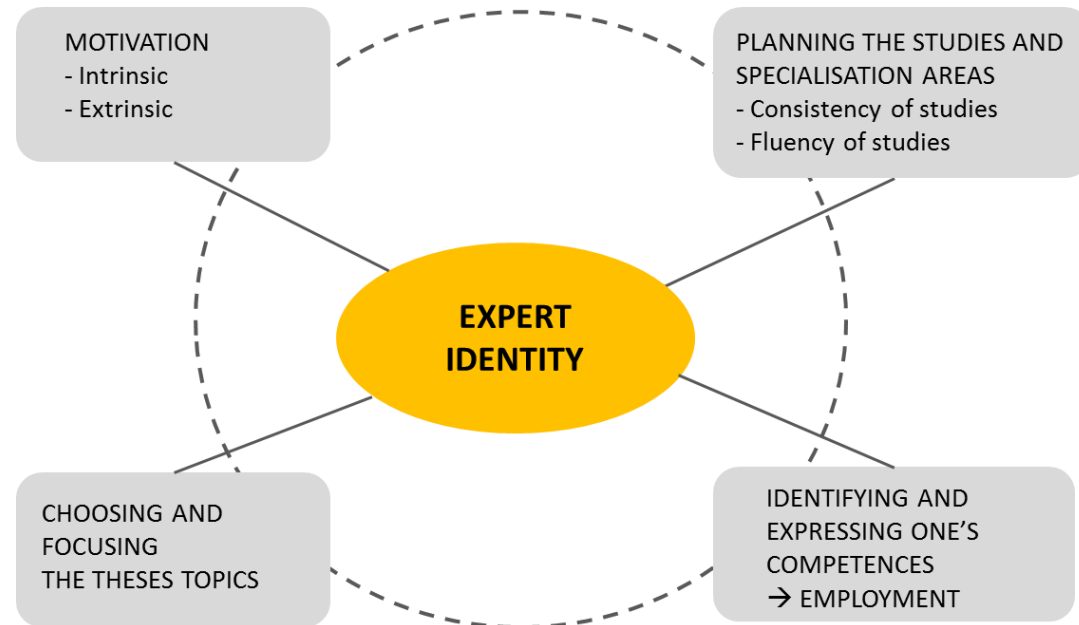 MOTIVATION
- Intrinsic
- Extrinsic
PLANNING THE STUDIES AND
SPECIALISATION AREAS
- Consistency of studies
- Fluency of studies
EXPERT
IDENTITY
CHOOSING AND
FOCUSING
THE THESES TOPICS
IDENTIFYING AND
EXPRESSING ONE’S
COMPETENCES
→ EMPLOYMENT